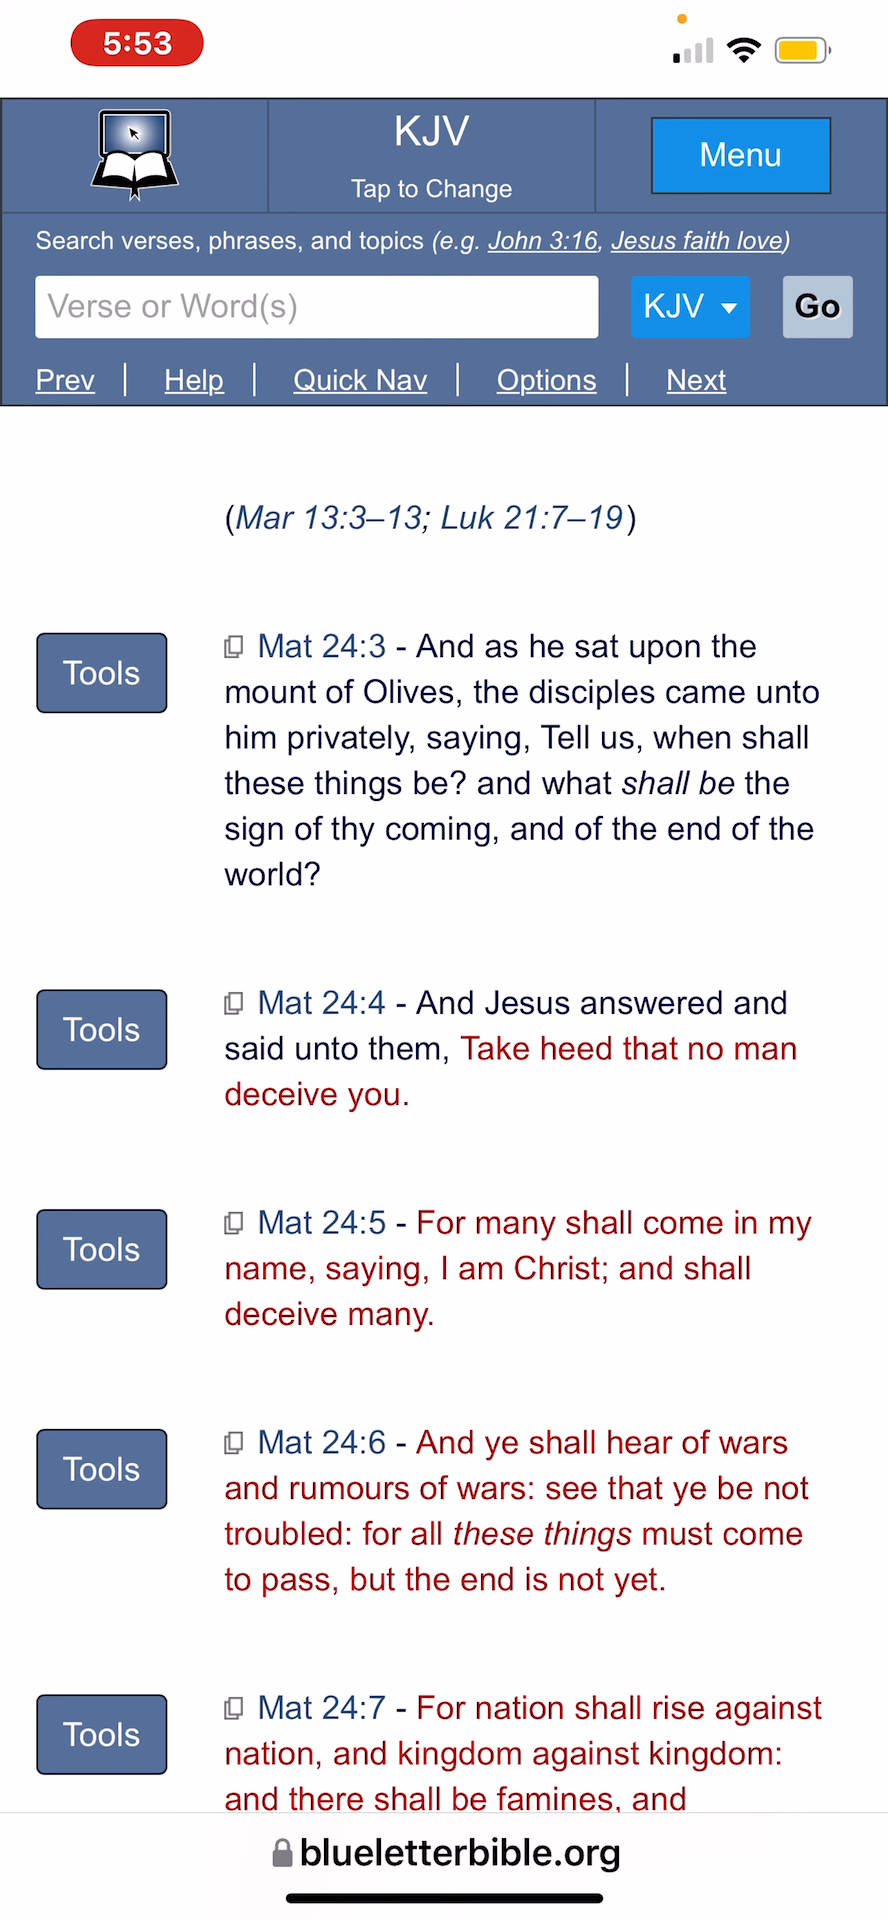 5:53
KJV
Tap to Change
Menu
Search verses, phrases, and topics (e.g. John 3:16, Jesus faith love)
Verse or Word(s)
KJV
Go
Prev | Help | Quick Nav | Options | Next
(Mar 13:3–13; Luk 21:7–19)
Tools
Mat 24:3 - And as he sat upon the
mount of Olives, the disciples came unto
him privately, saying, Tell us, when shall
these things be? and what shall be the
sign of thy coming, and of the end of the
world?
Tools
Mat 24:4 - And Jesus answered and
said unto them, Take heed that no man
deceive you.
Tools
Mat 24:5 - For many shall come in my
name, saying, I am Christ; and shall
deceive many.
Tools
Mat 24:6 - And ye shall hear of wars
and rumours of wars: see that ye be not
troubled: for all these things must come
to pass, but the end is not yet.
Tools
Mat 24:7 - For nation shall rise against
nation, and kingdom against kingdom:
and there shall be famines, and
blueletterbible.org